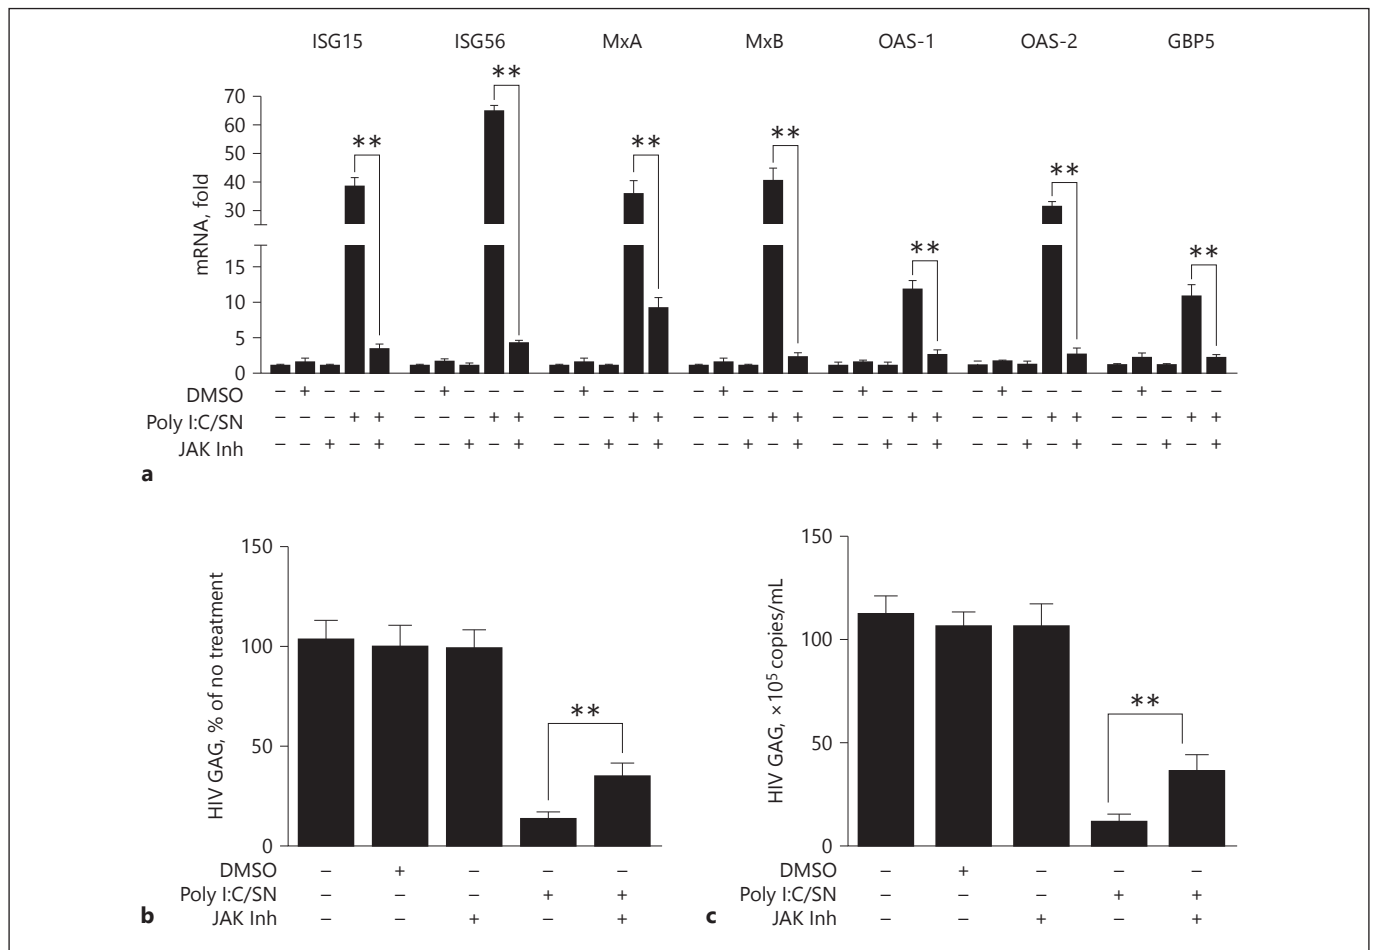 ISG15 ISG56 MxA MxB OAS-1 OAS-2 GBP5
** ** ** ** ** ** **
mRNA, fold
70
60
50
40
30
15
10
5
0
DMSO – + – – – – + – – – – + – – – – + – – – – + – – – – + – – – – + – – –
Poly I:C/SN – – – + + – – – + + – – – + + – – – + + – – – + + – – – + + – – – + +
JAK Inh – – + – + – – + – + – – + – + – – + – + – – + – + – – + – + – – + – +
a
HIV GAG, % of no treatment
150
100
50
0
**
DMSO – + – – –
Poly I:C/SN – – – + +
JAK Inh – – + – +
b
HIV GAG, ×10⁵ copies/mL
150
100
50
0
**
DMSO – + – – –
Poly I:C/SN – – – + +
JAK Inh – – + – +
c